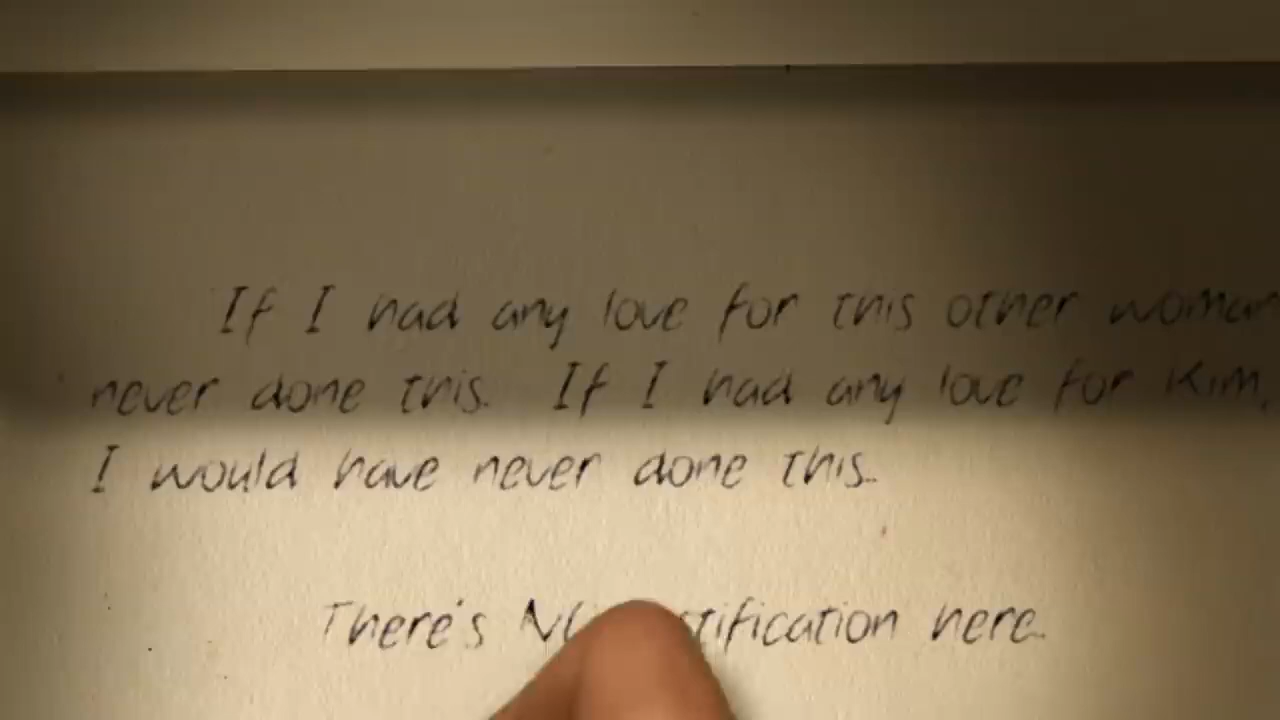 If I had any love for this other woman
never done this. If I had any love for Kim,
I would have never done this.
There's here.